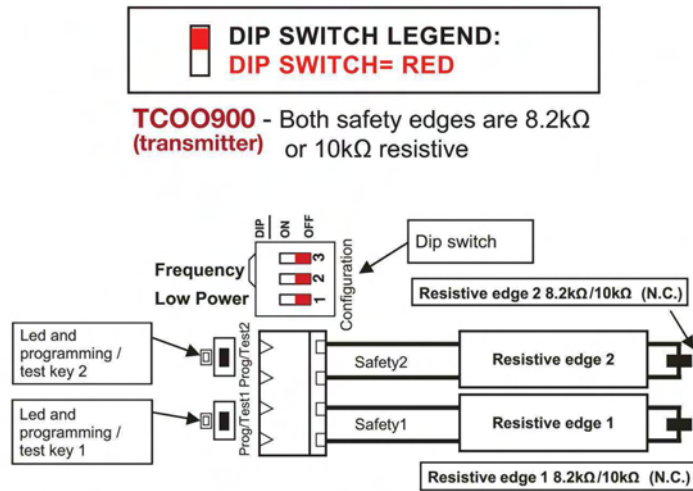 DIP SWITCH LEGEND:
DIP SWITCH= RED
TCOO900 - Both safety edges are 8.2kΩ
(transmitter) or 10kΩ resistive
DIP
ON
OFF
3
2
1
Configuration
Dip switch
Frequency
Low Power
Resistive edge 2 8.2kΩ/10kΩ (N.C.)
Led and
programming /
test key 2
Prog/Test2
Safety2
Resistive edge 2
Led and
programming /
test key 1
Prog/Test1
Safety1
Resistive edge 1
Resistive edge 1 8.2kΩ/10kΩ (N.C.)